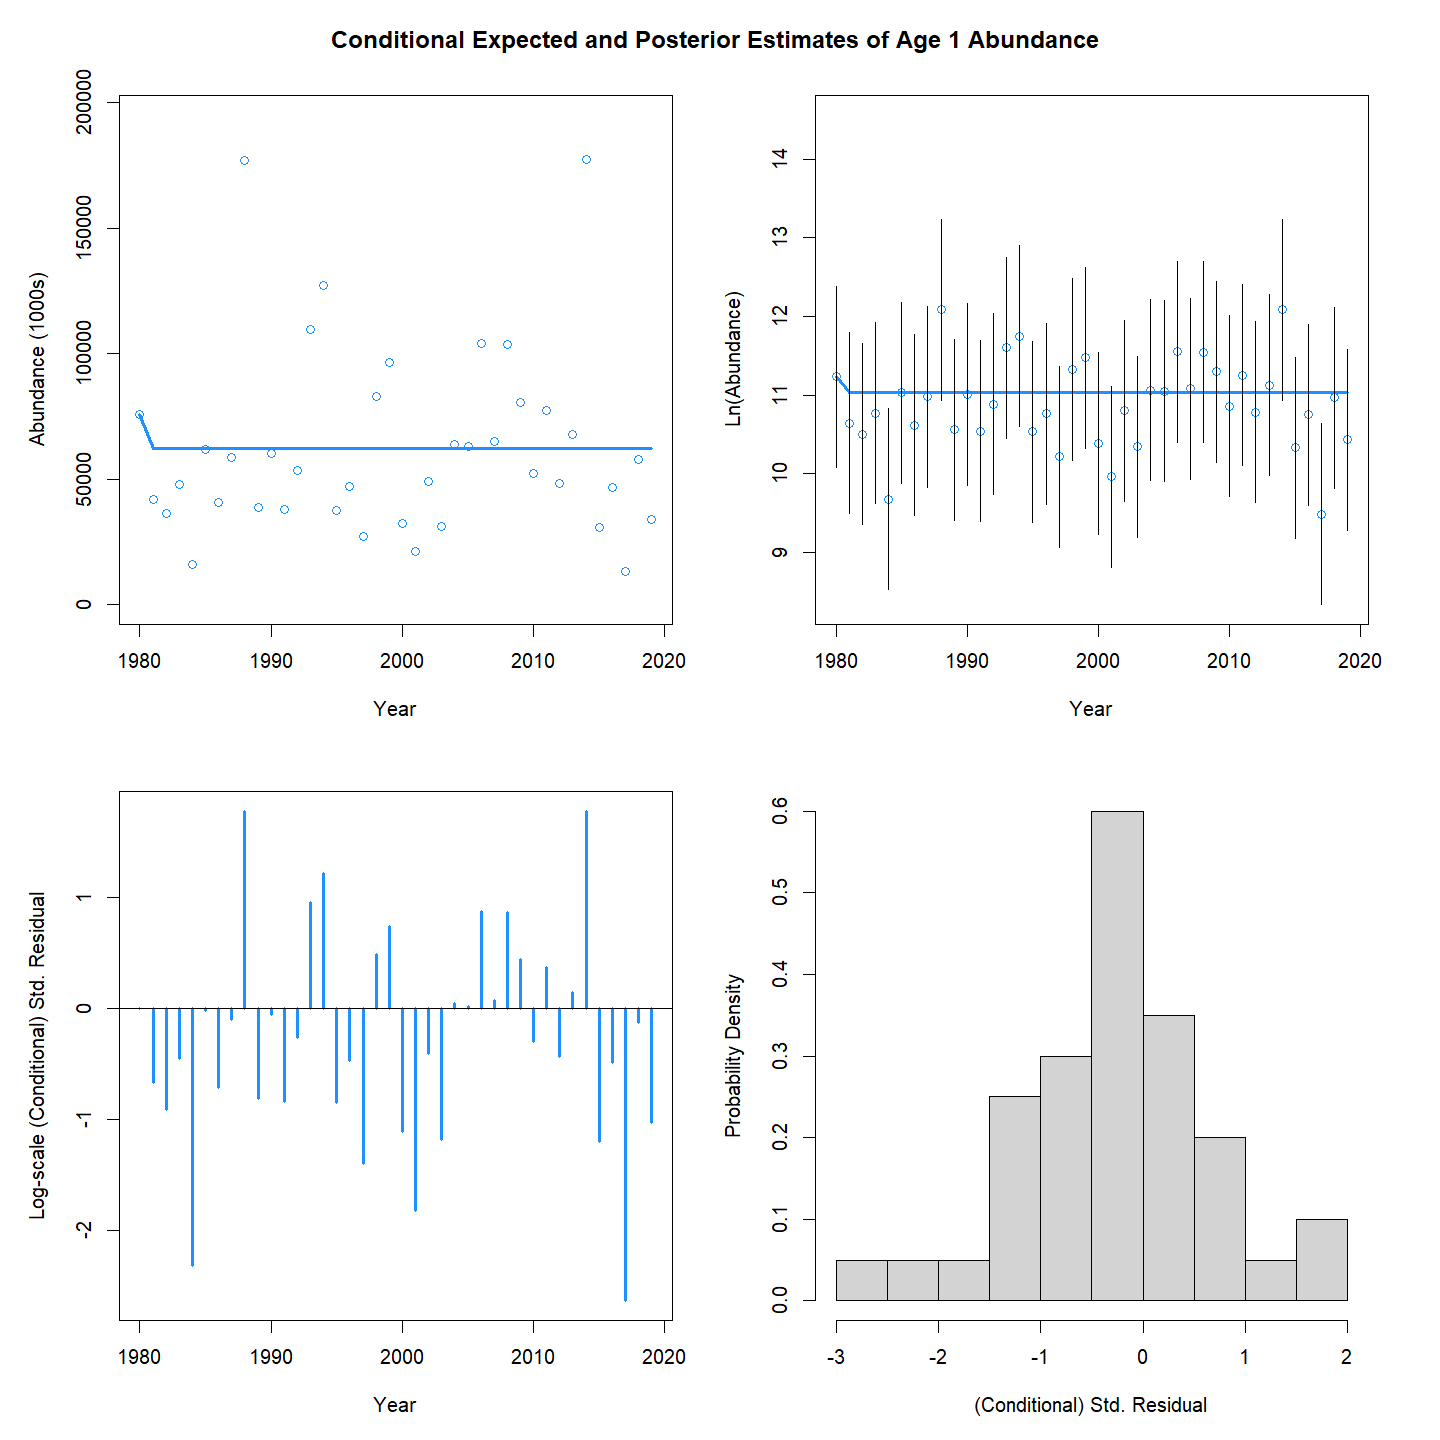 Conditional Expected and Posterior Estimates of Age 1 Abundance
Abundance (1000s)
200000
150000
100000
50000
0
1980 1990 2000 2010 2020
Year
Ln(Abundance)
14
13
12
11
10
9
1980 1990 2000 2010 2020
Year
Log-scale (Conditional) Std. Residual
1
0
-1
-2
1980 1990 2000 2010 2020
Year
Probability Density
0.6
0.5
0.4
0.3
0.2
0.1
0.0
-3 -2 -1 0 1 2
(Conditional) Std. Residual